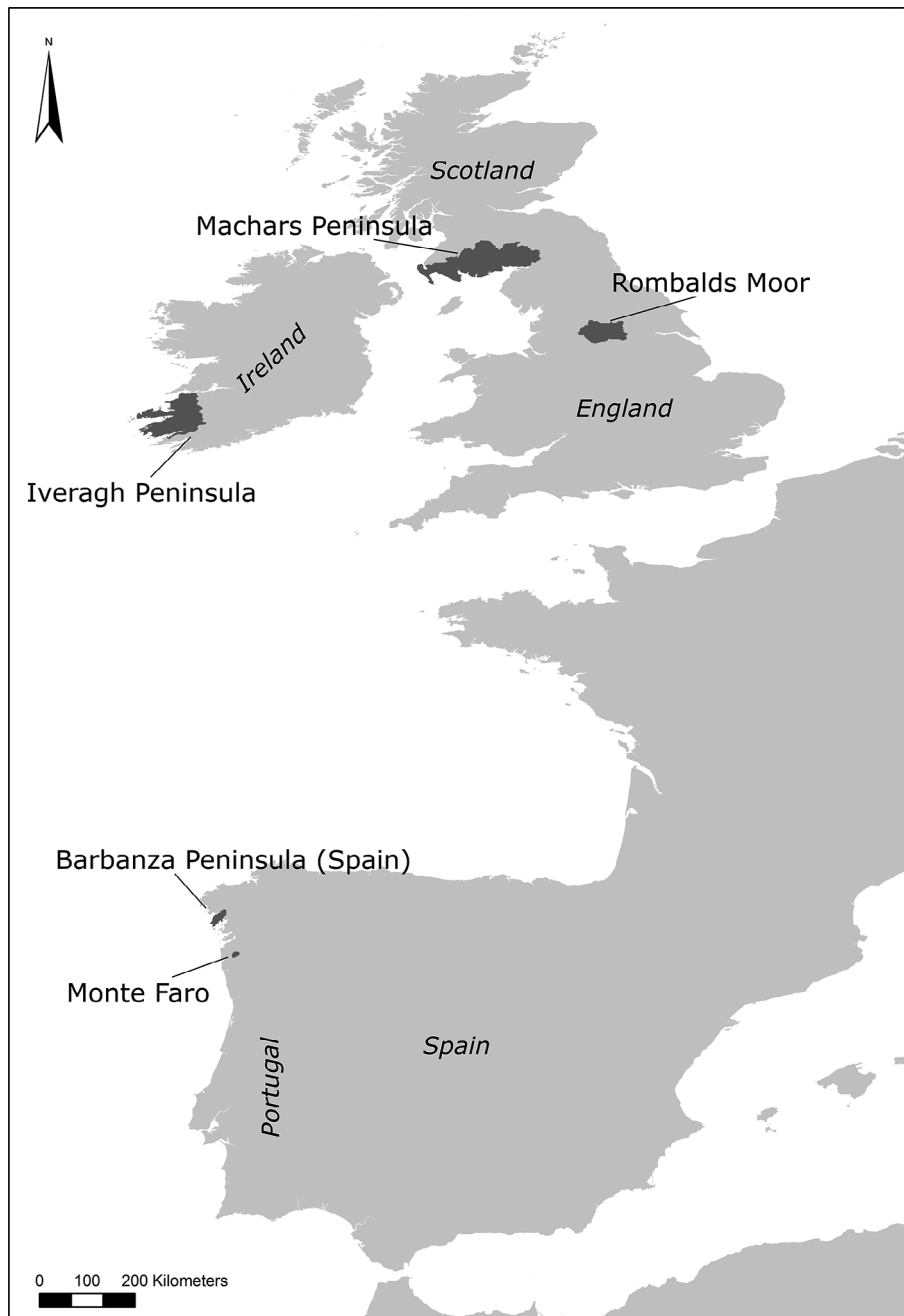 N
Scotland
Machars Peninsula
Rombalds Moor
Ireland
England
Iveragh Peninsula
Barbanza Peninsula (Spain)
Monte Faro
Spain
Portugal
0 100 200 Kilometers